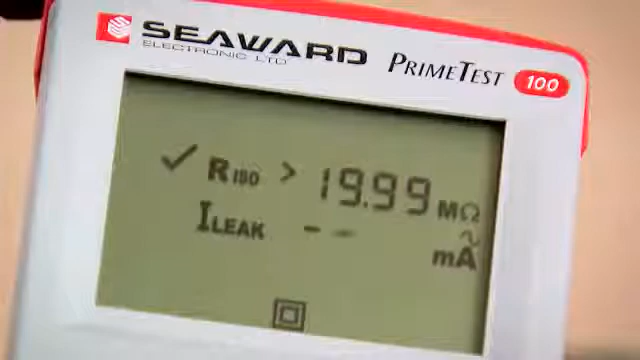 SEAWARD
ELECTRONIC LTD
PRIMETEST 100
✓ RISO > 19.99 MΩ
ILEAK -- mA